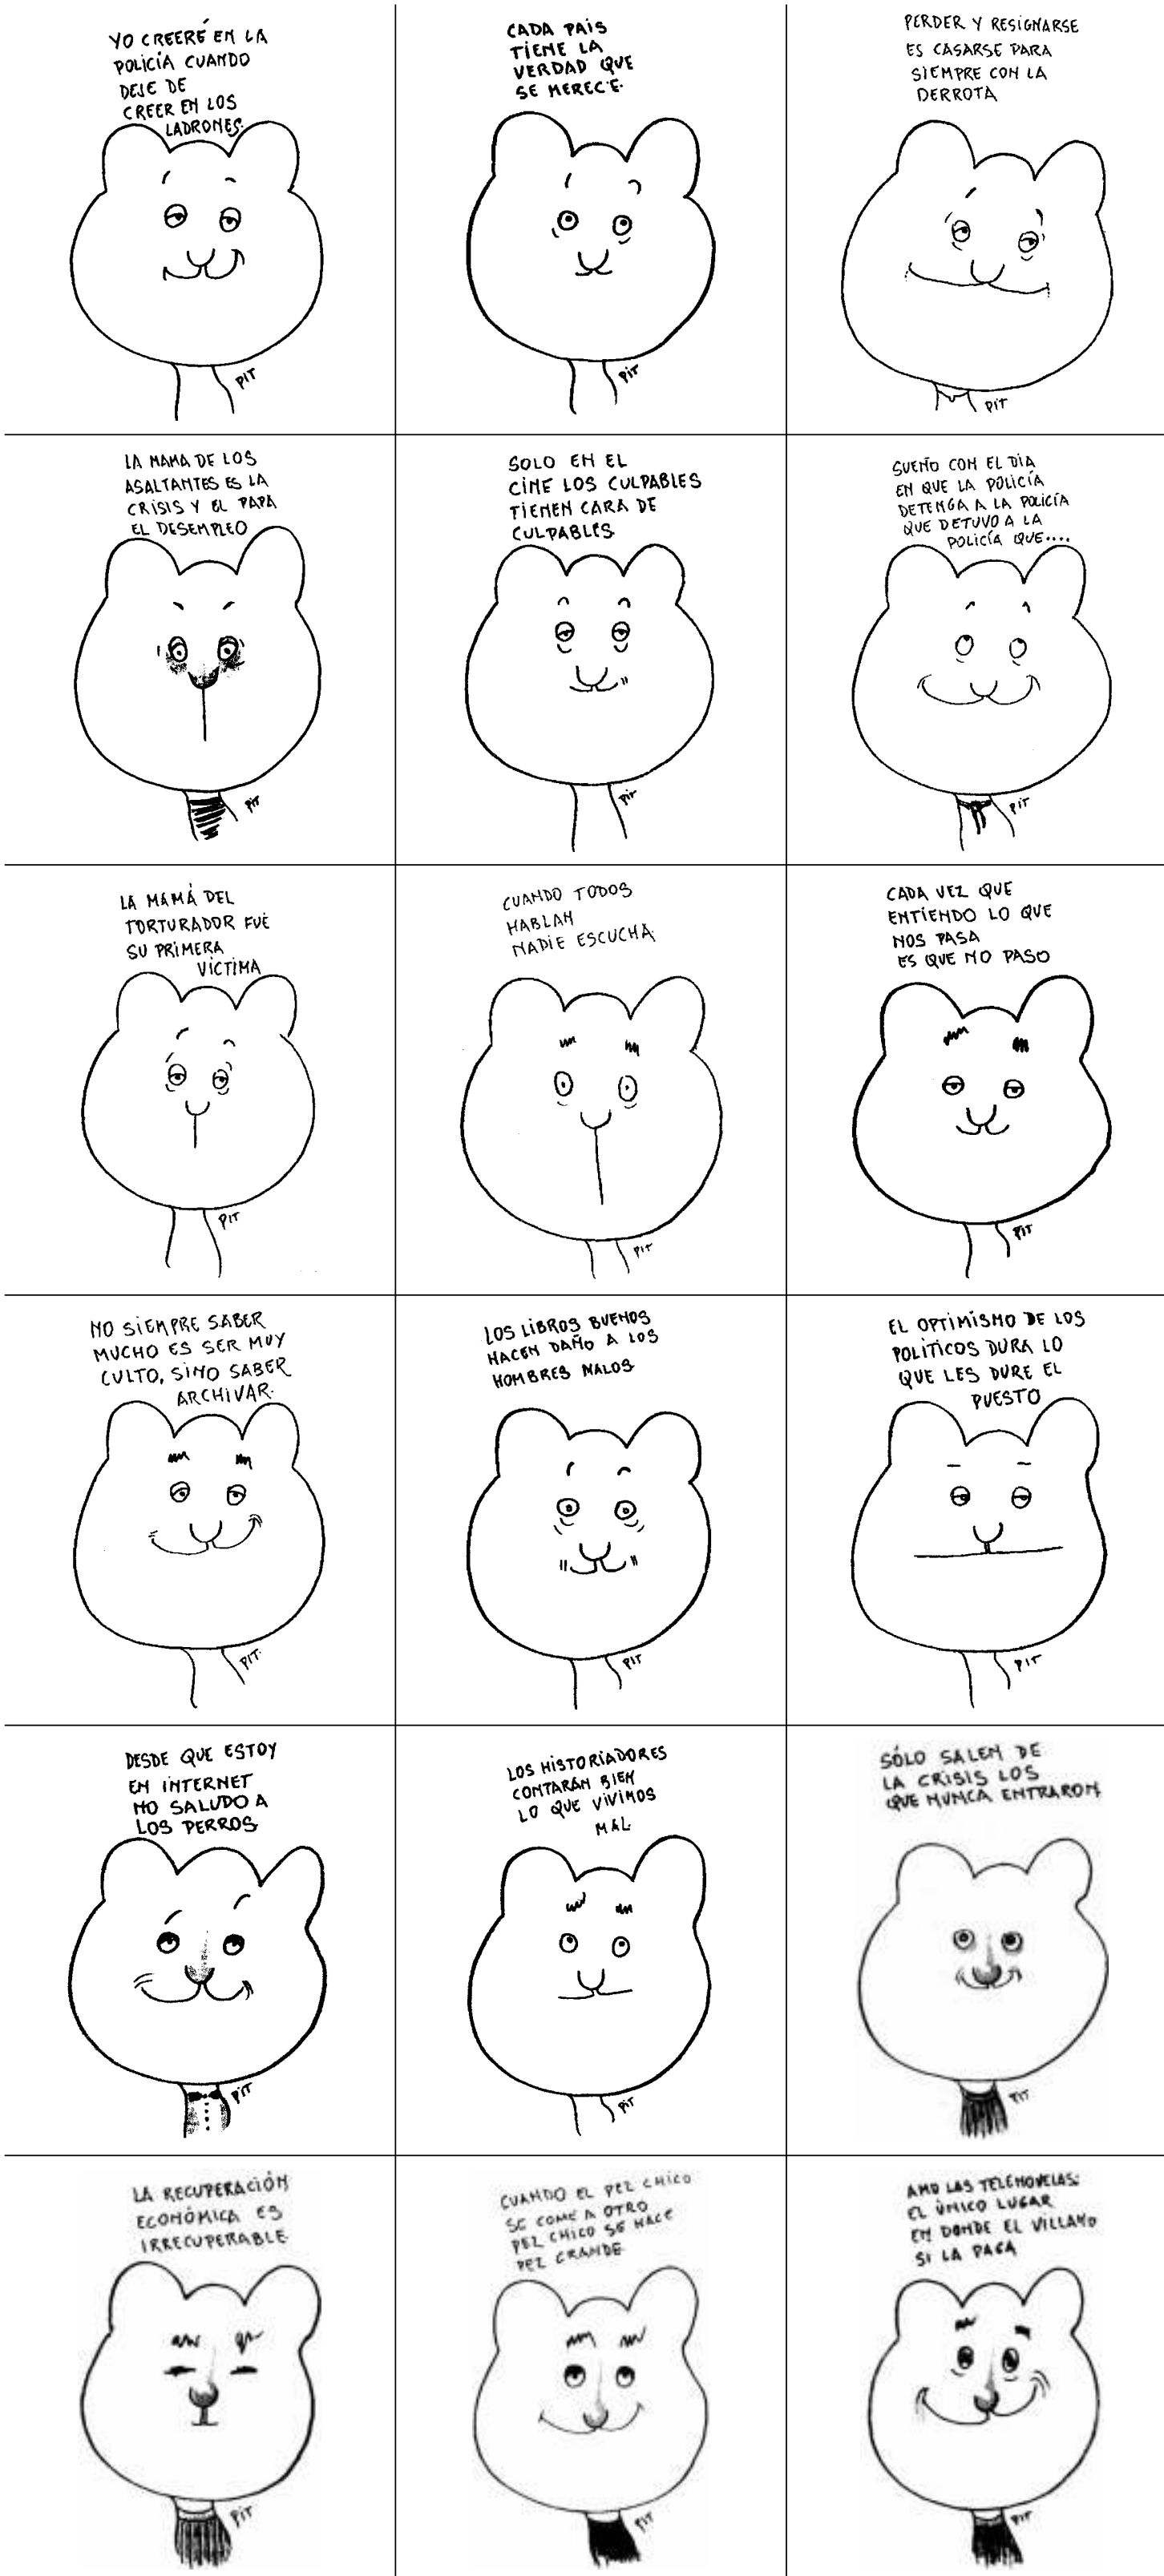 YO CREERÉ EN LA
POLICÍA CUANDO
DEJE DE
CREER EN LOS
LADRONES.
PIT
CADA PAIS
TIENE LA
VERDAD QUE
SE MERECE.
PIT
PERDER Y RESIGNARSE
ES CASARSE PARA
SIEMPRE CON LA
DERROTA
PIT
LA MAMA DE LOS
ASALTANTES ES LA
CRISIS Y EL PAPA
EL DESEMPLEO
PIT
SOLO EN EL
CINE LOS CULPABLES
TIENEN CARA DE
CULPABLES
PIT
SUEÑO CON EL DIA
EN QUE LA POLICÍA
DETENGA A LA POLICÍA
QUE DETUVO A LA
POLICÍA QUE....
PIT
LA MAMÁ DEL
TORTURADOR FUÉ
SU PRIMERA
VÍCTIMA
PIT
CUANDO TODOS
HABLAN
NADIE ESCUCHA
PIT
CADA VEZ QUE
ENTIENDO LO QUE
NOS PASA
ES QUE NO PASO
PIT
NO SIEMPRE SABER
MUCHO ES SER MUY
CULTO, SINO SABER
ARCHIVAR.
PIT.
LOS LIBROS BUENOS
HACEN DAÑO A LOS
HOMBRES MALOS
PIT
EL OPTIMISMO DE LOS
POLITICOS DURA LO
QUE LES DURE EL
PUESTO
PIT
DESDE QUE ESTOY
EN INTERNET
NO SALUDO A
LOS PERROS
PIT
LOS HISTORIADORES
CONTARÁN BIEN
LO QUE VIVIMOS
MAL
PIT
SÓLO SALEN DE
LA CRISIS LOS
QUE NUNCA ENTRARON
PIT
LA RECUPERACIÓN
ECONÓMICA ES
IRRECUPERABLE
PIT
CUANDO EL PEZ CHICO
SE COME A OTRO
PEZ CHICO SE HACE
PEZ GRANDE
PIT
AMO LAS TELENOVELAS:
EL ÚNICO LUGAR
EN DONDE EL VILLANO
SI LA PAGA
PIT